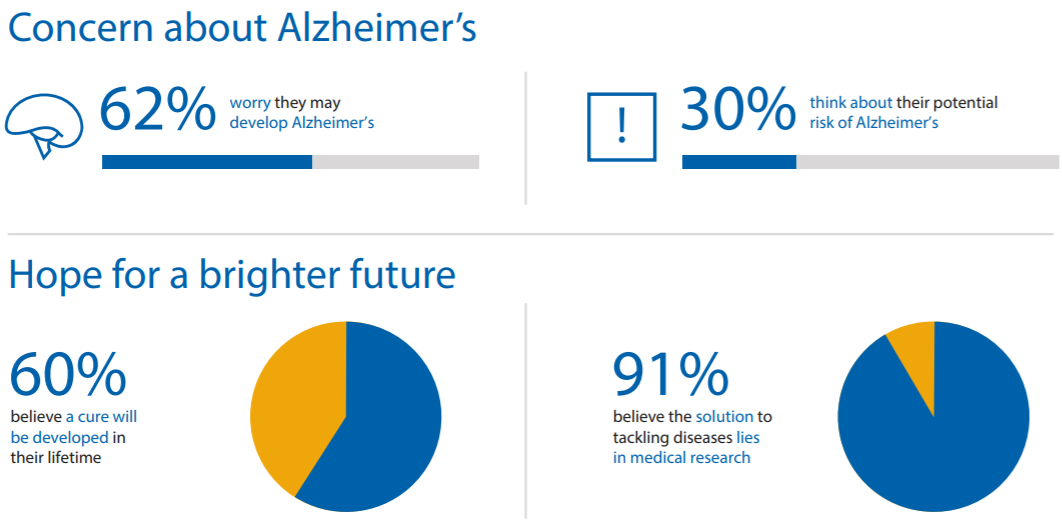 Concern about Alzheimer’s
62%
worry they may
develop Alzheimer’s
!
30%
think about their potential
risk of Alzheimer’s
Hope for a brighter future
60%
believe a cure will
be developed in
their lifetime
91%
believe the solution to
tackling diseases lies
in medical research